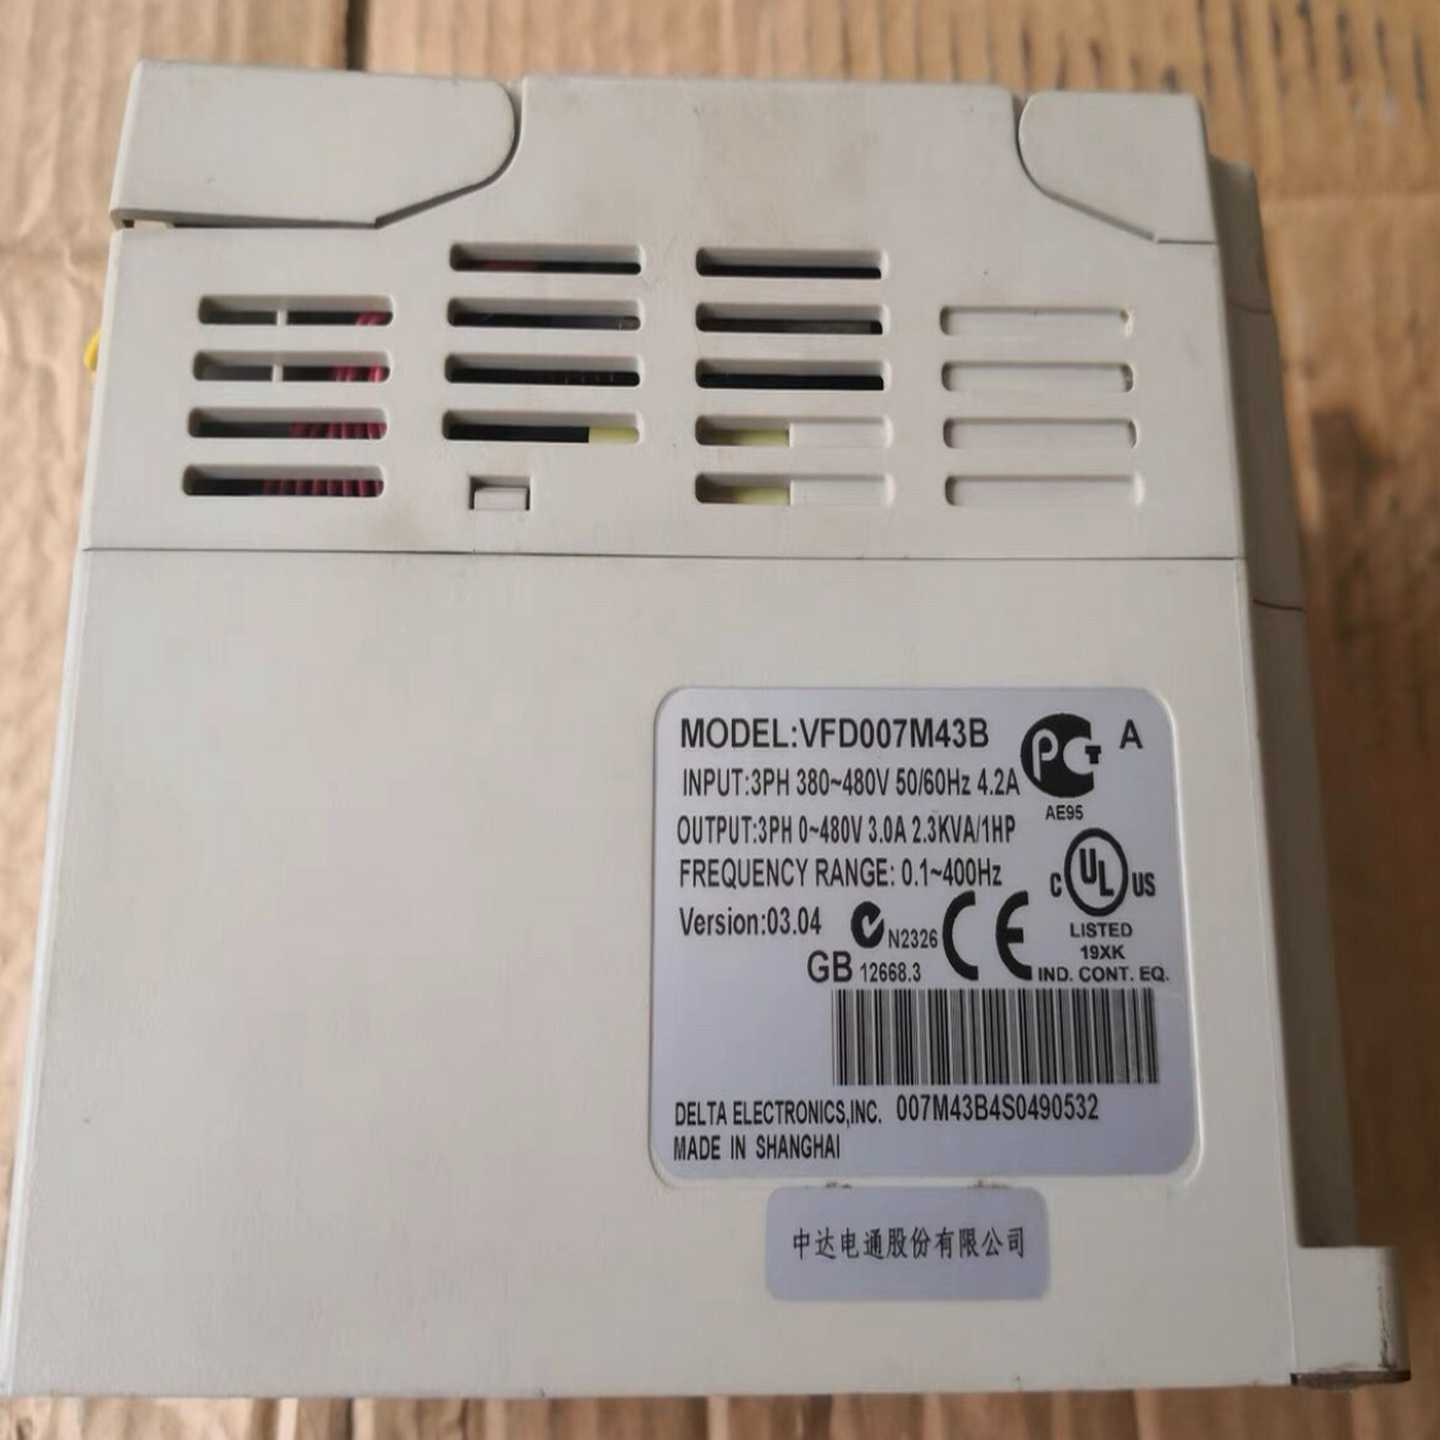 MODEL:VFD007M43B
A
INPUT:3PH 380~480V 50/60Hz 4.2A
PCT
AE95
OUTPUT:3PH 0~480V 3.0A 2.3KVA/1HP
FREQUENCY RANGE: 0.1~400Hz
C UL US
LISTED
19XK
IND. CONT. EQ.
Version:03.04
N2326
CE
GB 12668.3
DELTA ELECTRONICS,INC. 007M43B4S0490532
MADE IN SHANGHAI
中达电通股份有限公司